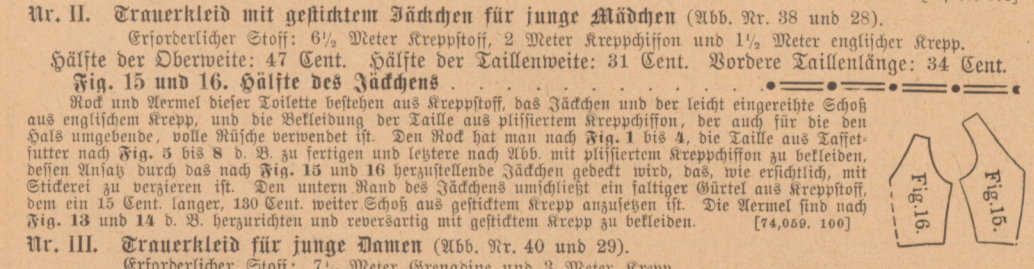 Nr. II. Trauerkleid mit gesticktem Jäckchen für junge Mädchen (Abb. Nr. 38 und 28).
Erforderlicher Stoff: 6½ Meter Kreppstoff, 2 Meter Kreppchiffon und 1½ Meter englischer Krepp.
Hälfte der Oberweite: 47 Cent. Hälfte der Taillenweite: 31 Cent. Vordere Taillenlänge: 34 Cent.
Fig. 15 und 16. Hälfte des Jäckchens . . . . . . . . . .
Rock und Aermel dieser Toilette bestehen aus Kreppstoff, das Jäckchen und der leicht eingereihte Schoß
aus englischem Krepp, und die Bekleidung der Taille aus plissiertem Kreppchiffon, der auch für die den
Hals umgebende, volle Rüsche verwendet ist. Den Rock hat man nach Fig. 1 bis 4, die Taille aus Taffet-
futter nach Fig. 5 bis 8 d. B. zu fertigen und letztere nach Abb. mit plissiertem Kreppchiffon zu bekleiden,
dessen Ansatz durch das nach Fig. 15 und 16 herzustellende Jäckchen gedeckt wird, das, wie ersichtlich, mit
Stickerei zu verzieren ist. Den untern Rand des Jäckchens umschließt ein faltiger Gürtel aus Kreppstoff,
dem ein 15 Cent. langer, 130 Cent. weiter Schoß aus gesticktem Krepp anzusetzen ist. Die Aermel sind nach
Fig. 13 und 14 d. B. herzurichten und reversartig mit gesticktem Krepp zu bekleiden. [74,059. 100]
Fig. 16.
Fig. 15.
Nr. III. Trauerkleid für junge Damen (Abb. Nr. 40 und 29).
Erforderlicher Stoff: Meter Grenadine und 3 Meter Krepp